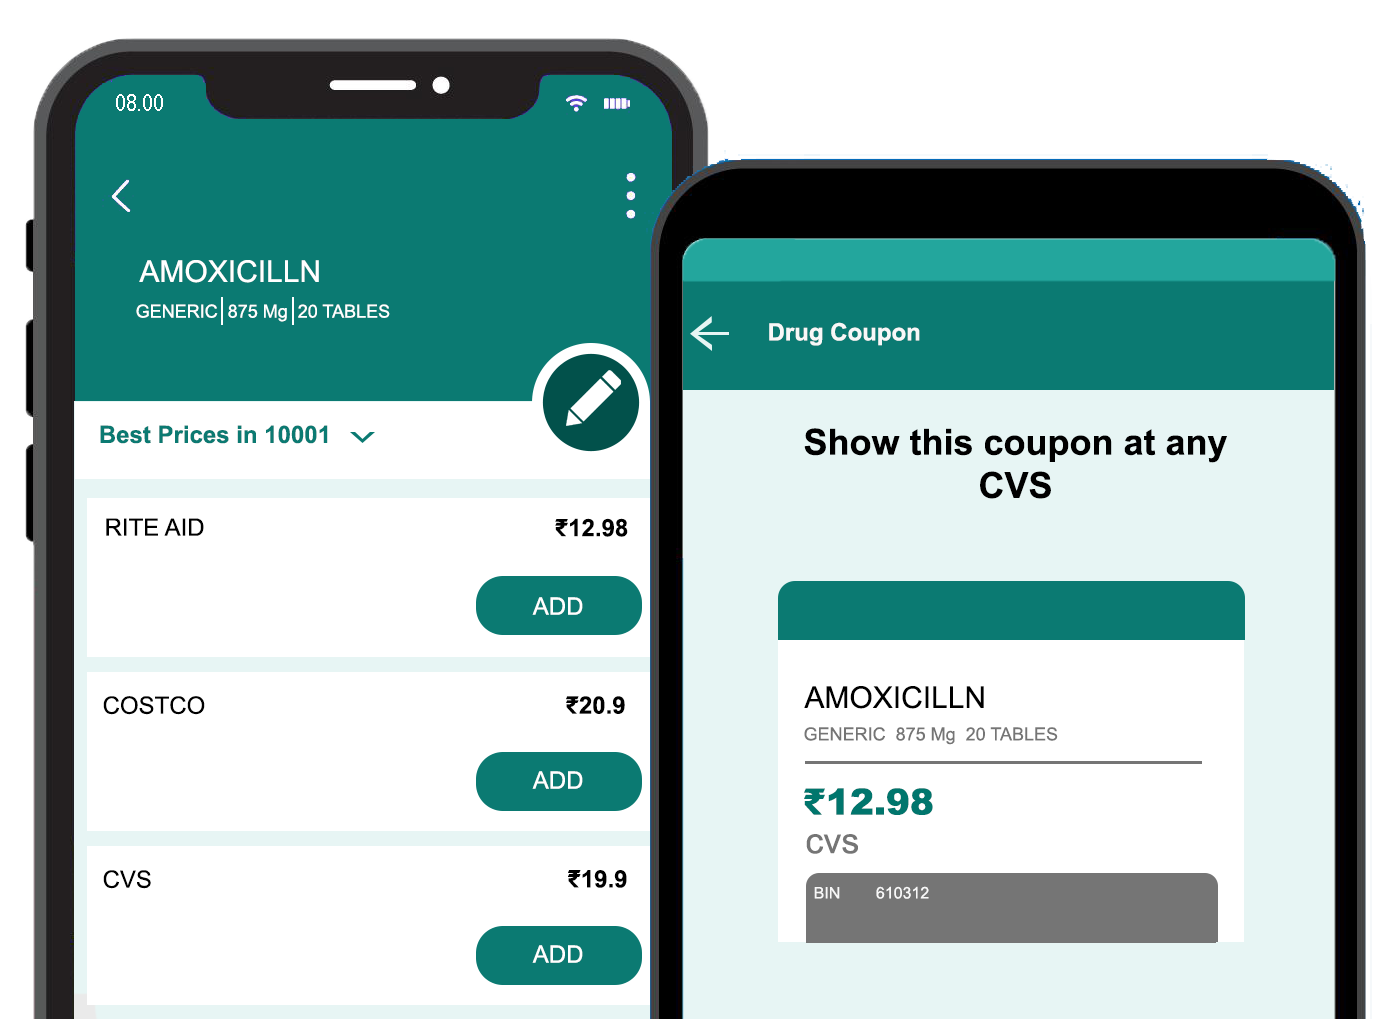 08.00
AMOXICILLN
GENERIC 875 Mg 20 TABLES
Best Prices in 10001
RITE AID ₹12.98
ADD
COSTCO ₹20.9
ADD
CVS ₹19.9
ADD
Drug Coupon
Show this coupon at any
CVS
AMOXICILLN
GENERIC 875 Mg 20 TABLES
₹12.98
CVS
BIN 610312